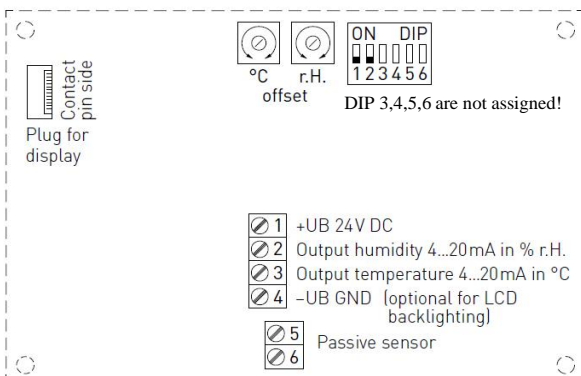 ON DIP
1 2 3 4 5 6
°C r.H.
offset
DIP 3,4,5,6 are not assigned!
Contact
pin side
Plug for
display
1 +UB 24V DC
2 Output humidity 4...20mA in % r.H.
3 Output temperature 4...20mA in °C
4 –UB GND (optional for LCD
backlighting)
5
Passive sensor
6